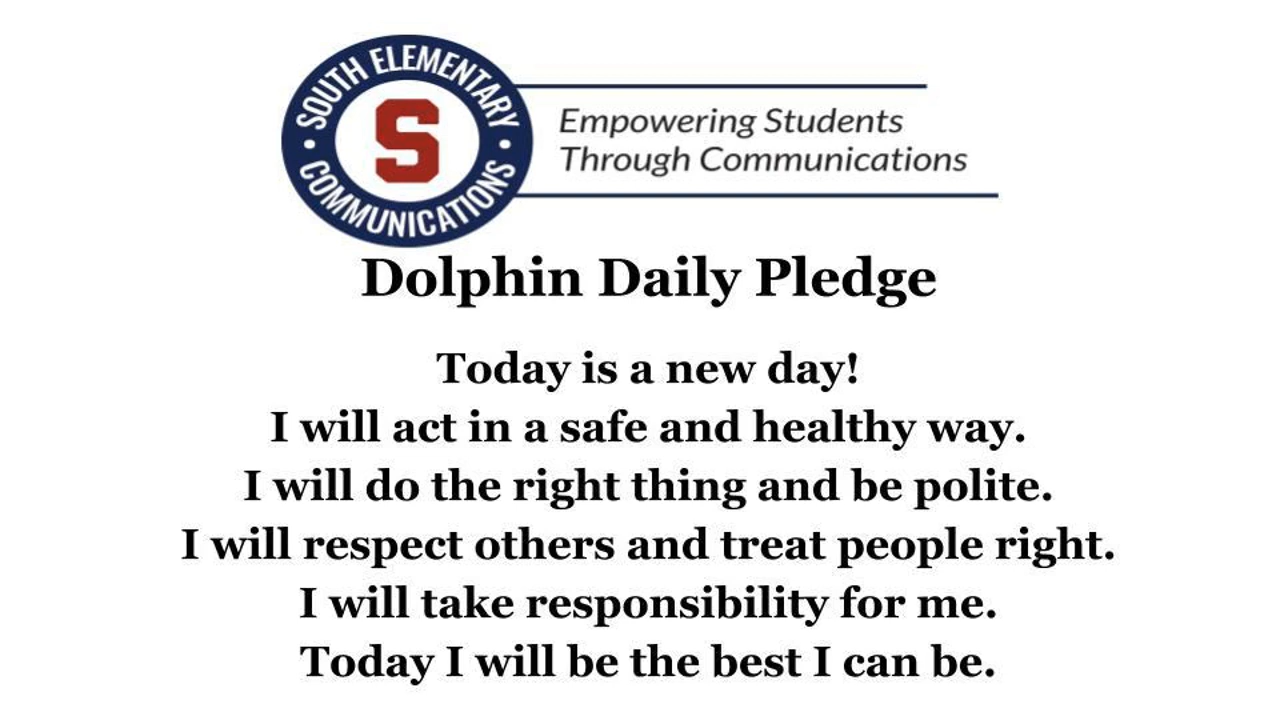 SOUTH ELEMENTARY
S
COMMUNICATIONS
Empowering Students
Through Communications
Dolphin Daily Pledge
Today is a new day!
I will act in a safe and healthy way.
I will do the right thing and be polite.
I will respect others and treat people right.
I will take responsibility for me.
Today I will be the best I can be.